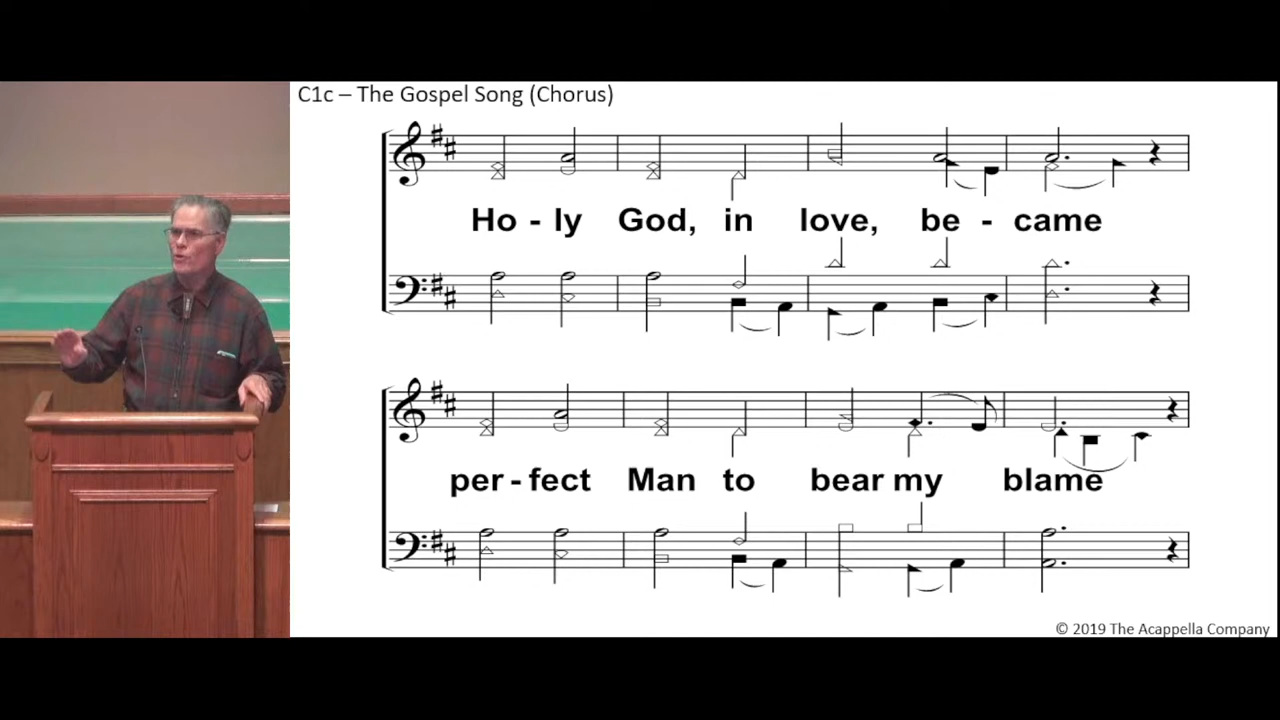 C1c – The Gospel Song (Chorus)
Ho - ly God, in love, be - came
per - fect Man to bear my blame
© 2019 The Acappella Company